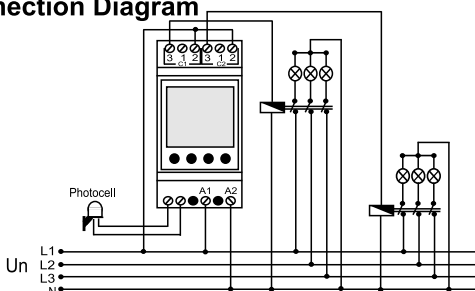 nection Diagram
3 1 2 3 1 2
C1 C2
A1 A2
Photocell
Un
L1
L2
L3
N